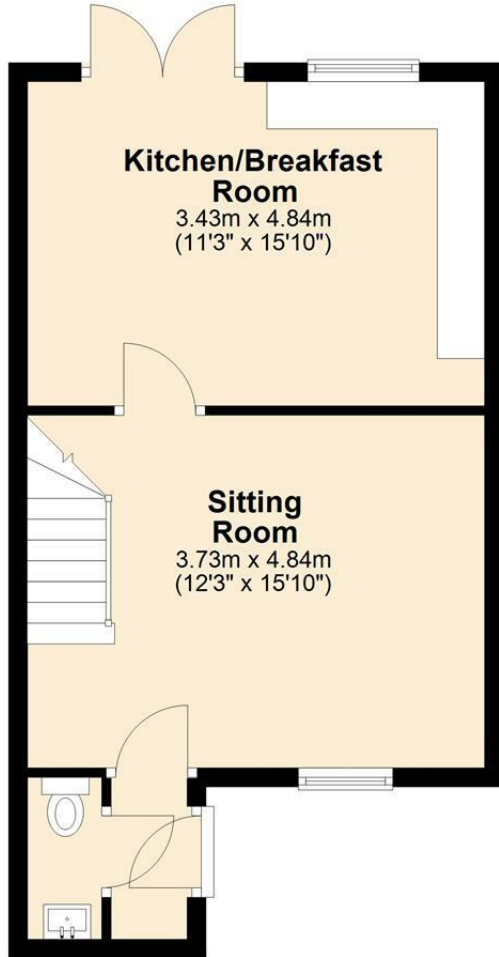 Kitchen/Breakfast
Room
3.43m x 4.84m
(11'3" x 15'10")
Sitting
Room
3.73m x 4.84m
(12'3" x 15'10")